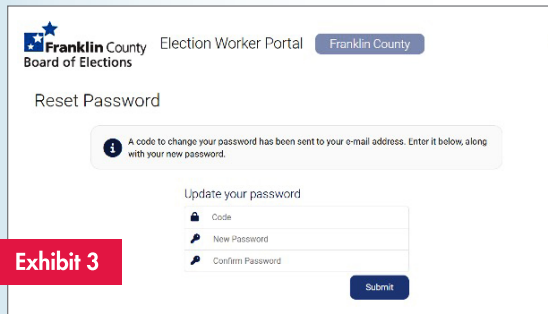 Franklin County
Board of Elections
Election Worker Portal
Franklin County
Reset Password
A code to change your password has been sent to your e-mail address. Enter it below, along
with your new password.
Update your password
Code
New Password
Confirm Password
Submit
Exhibit 3